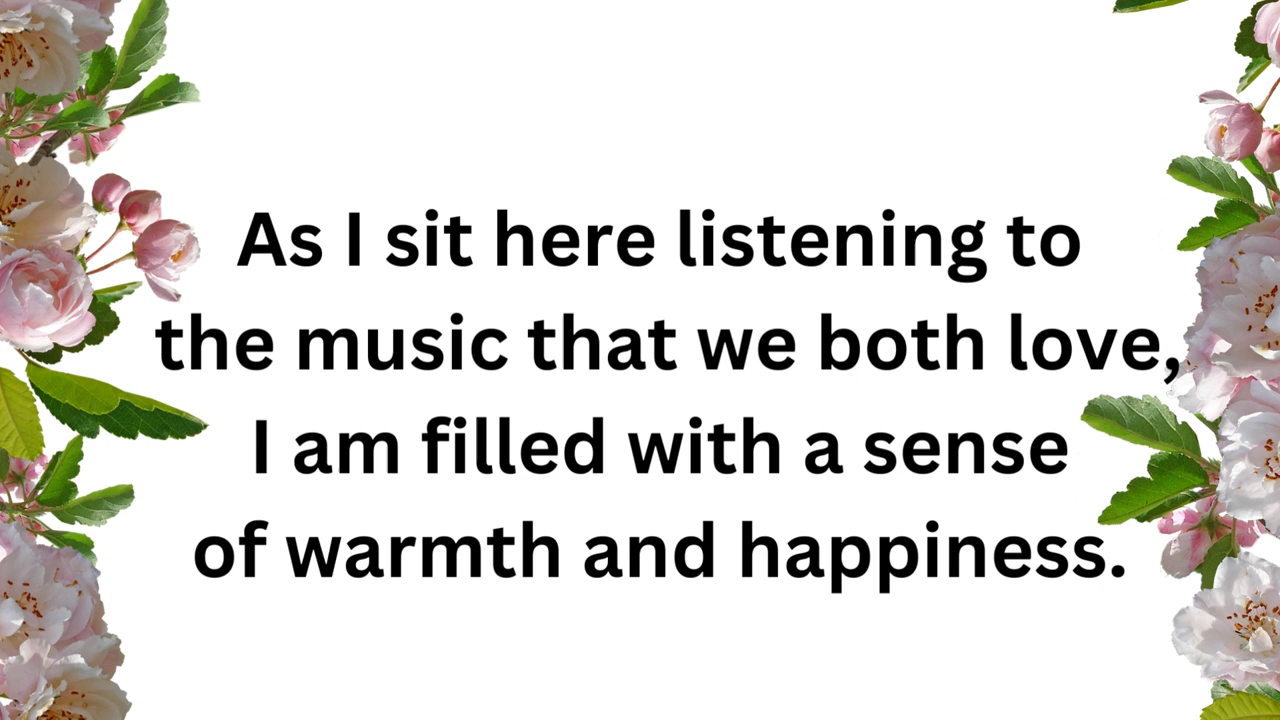 As I sit here listening to
the music that we both love,
I am filled with a sense
of warmth and happiness.